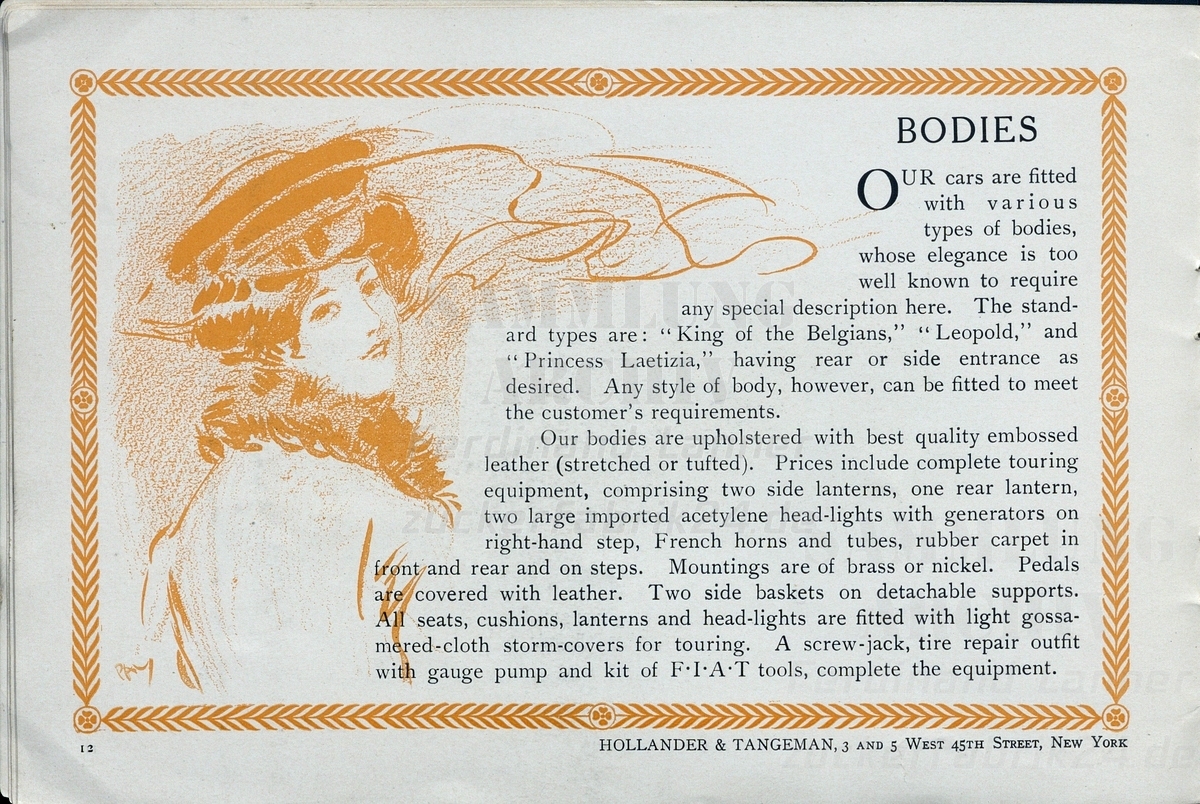 BODIES
OUR cars are fitted
with various
types of bodies,
whose elegance is too
well known to require
any special description here. The stand-
ard types are: “King of the Belgians,” “Leopold,” and
“Princess Laetizia,” having rear or side entrance as
desired. Any style of body, however, can be fitted to meet
the customer’s requirements.
Our bodies are upholstered with best quality embossed
leather (stretched or tufted). Prices include complete touring
equipment, comprising two side lanterns, one rear lantern,
two large imported acetylene head-lights with generators on
right-hand step, French horns and tubes, rubber carpet in
front and rear and on steps. Mountings are of brass or nickel. Pedals
are covered with leather. Two side baskets on detachable supports.
All seats, cushions, lanterns and head-lights are fitted with light gossa-
mered-cloth storm-covers for touring. A screw-jack, tire repair outfit
with gauge pump and kit of F·I·A·T tools, complete the equipment.
12
HOLLANDER & TANGEMAN, 3 AND 5 WEST 45TH STREET, NEW YORK
SAMMLUNG
ARCHIV
Ferdinand Lanner
zuckerfabrik24.de